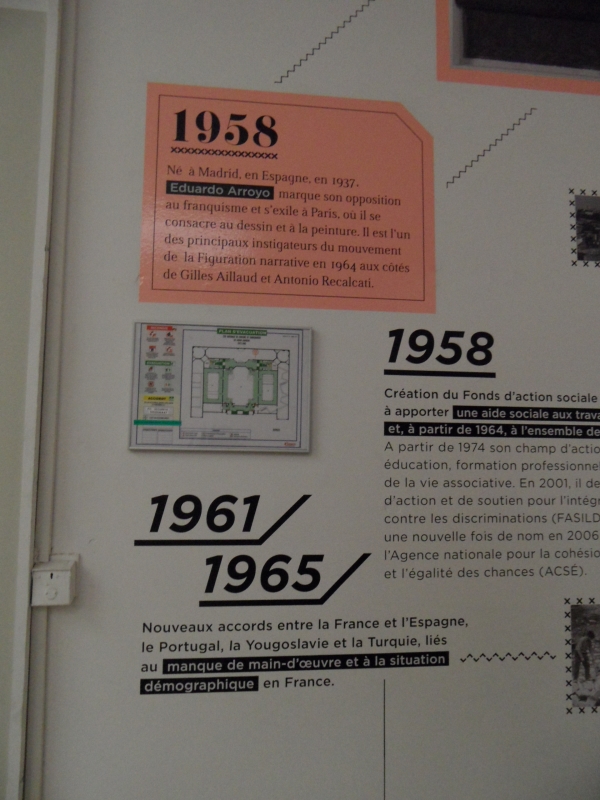 1958
Né à Madrid, en Espagne, en 1937,
Eduardo Arroyo marque son opposition
au franquisme et s'exile à Paris, où il se
consacre au dessin et à la peinture. Il est l'un
des principaux instigateurs du mouvement
de la Figuration narrative en 1964 aux côtés
de Gilles Aillaud et Antonio Recalcati.
PLAN D'EVACUATION
1958
Création du Fonds d'action sociale
à apporter une aide sociale aux trava
et, à partir de 1964, à l'ensemble de
A partir de 1974 son champ d'actio
éducation, formation professionne
de la vie associative. En 2001, il de
d'action et de soutien pour l'intég
contre les discriminations (FASILD
une nouvelle fois de nom en 2006
l'Agence nationale pour la cohésio
et l'égalité des chances (ACSÉ).
1961
1965
Nouveaux accords entre la France et l'Espagne,
le Portugal, la Yougoslavie et la Turquie, liés
au manque de main-d'œuvre et à la situation
démographique en France.